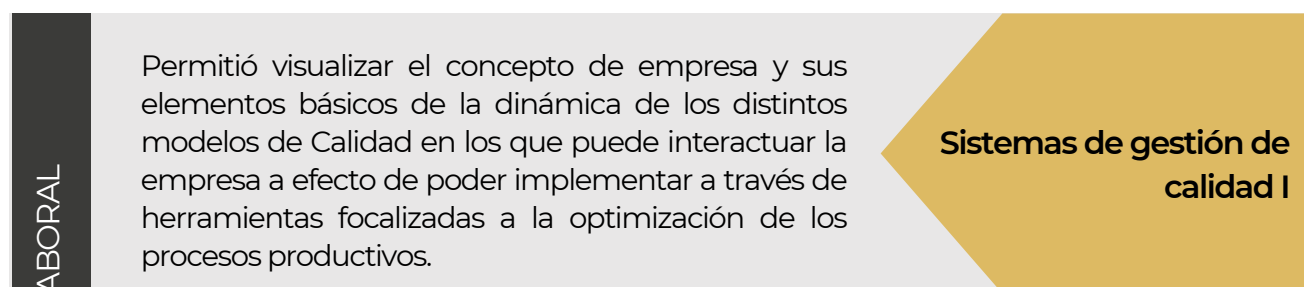 Permitió visualizar el concepto de empresa y sus
elementos básicos de la dinámica de los distintos
modelos de Calidad en los que puede interactuar la
empresa a efecto de poder implementar a través de
herramientas focalizadas a la optimización de los
procesos productivos.
Sistemas de gestión de
calidad I
ABORAL